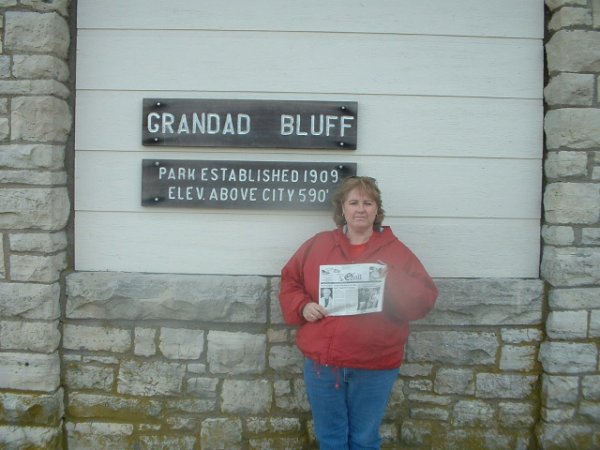 GRANDAD BLUFF
PARK ESTABLISHED 1909
ELEV. ABOVE CITY 590'